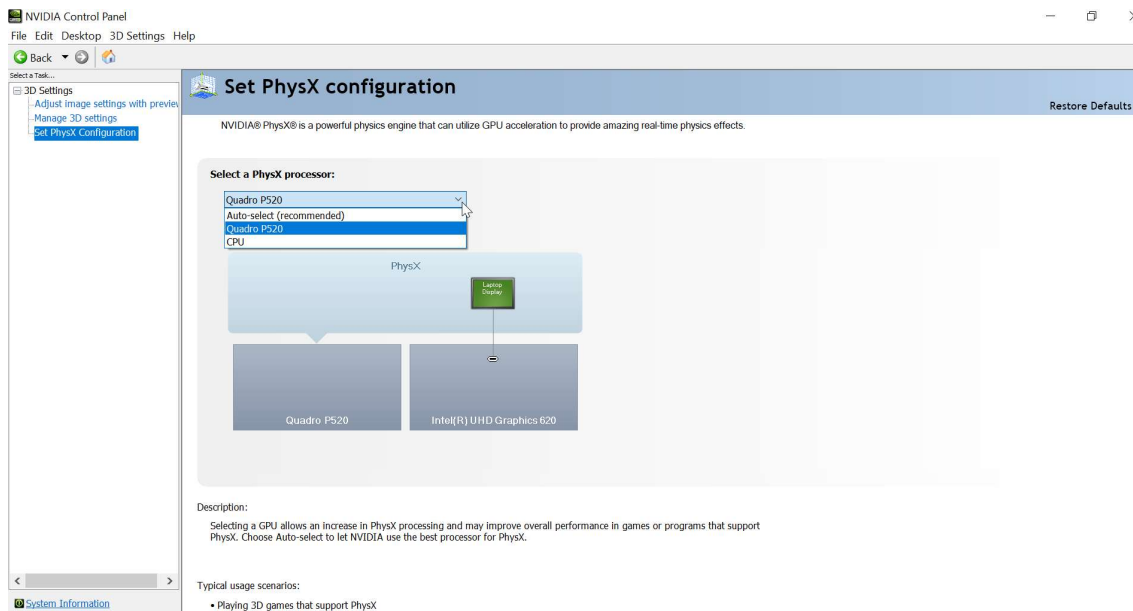 NVIDIA Control Panel
File Edit Desktop 3D Settings Help
Back
Select a Task...
3D Settings
Adjust image settings with preview
Manage 3D settings
Set PhysX Configuration
System Information
Set PhysX configuration
Restore Defaults
NVIDIA® PhysX® is a powerful physics engine that can utilize GPU acceleration to provide amazing real-time physics effects.
Select a PhysX processor:
Quadro P520
Auto-select (recommended)
Quadro P520
CPU
PhysX
Laptop
Display
Quadro P520
Intel(R) UHD Graphics 620
Description:
Selecting a GPU allows an increase in PhysX processing and may improve overall performance in games or programs that support
PhysX. Choose Auto-select to let NVIDIA use the best processor for PhysX.
Typical usage scenarios:
• Playing 3D games that support PhysX